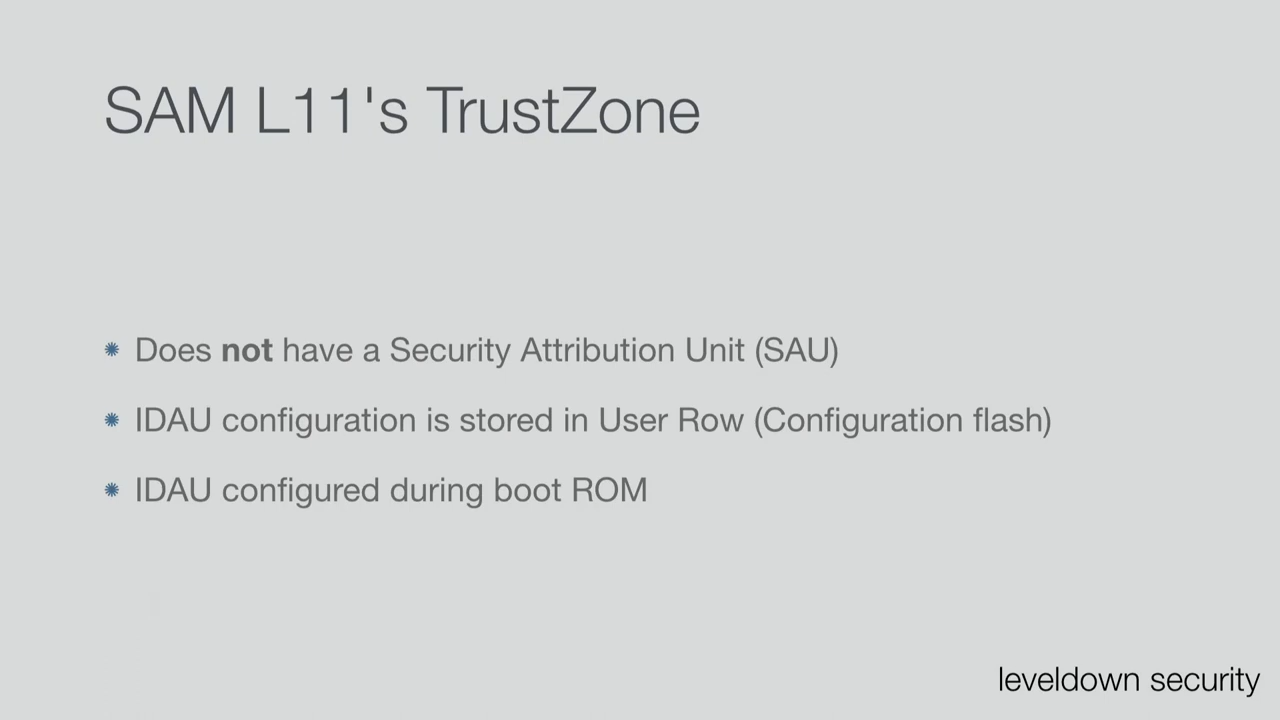 SAM L11's TrustZone
Does not have a Security Attribution Unit (SAU)
IDAU configuration is stored in User Row (Configuration flash)
IDAU configured during boot ROM
leveldown security